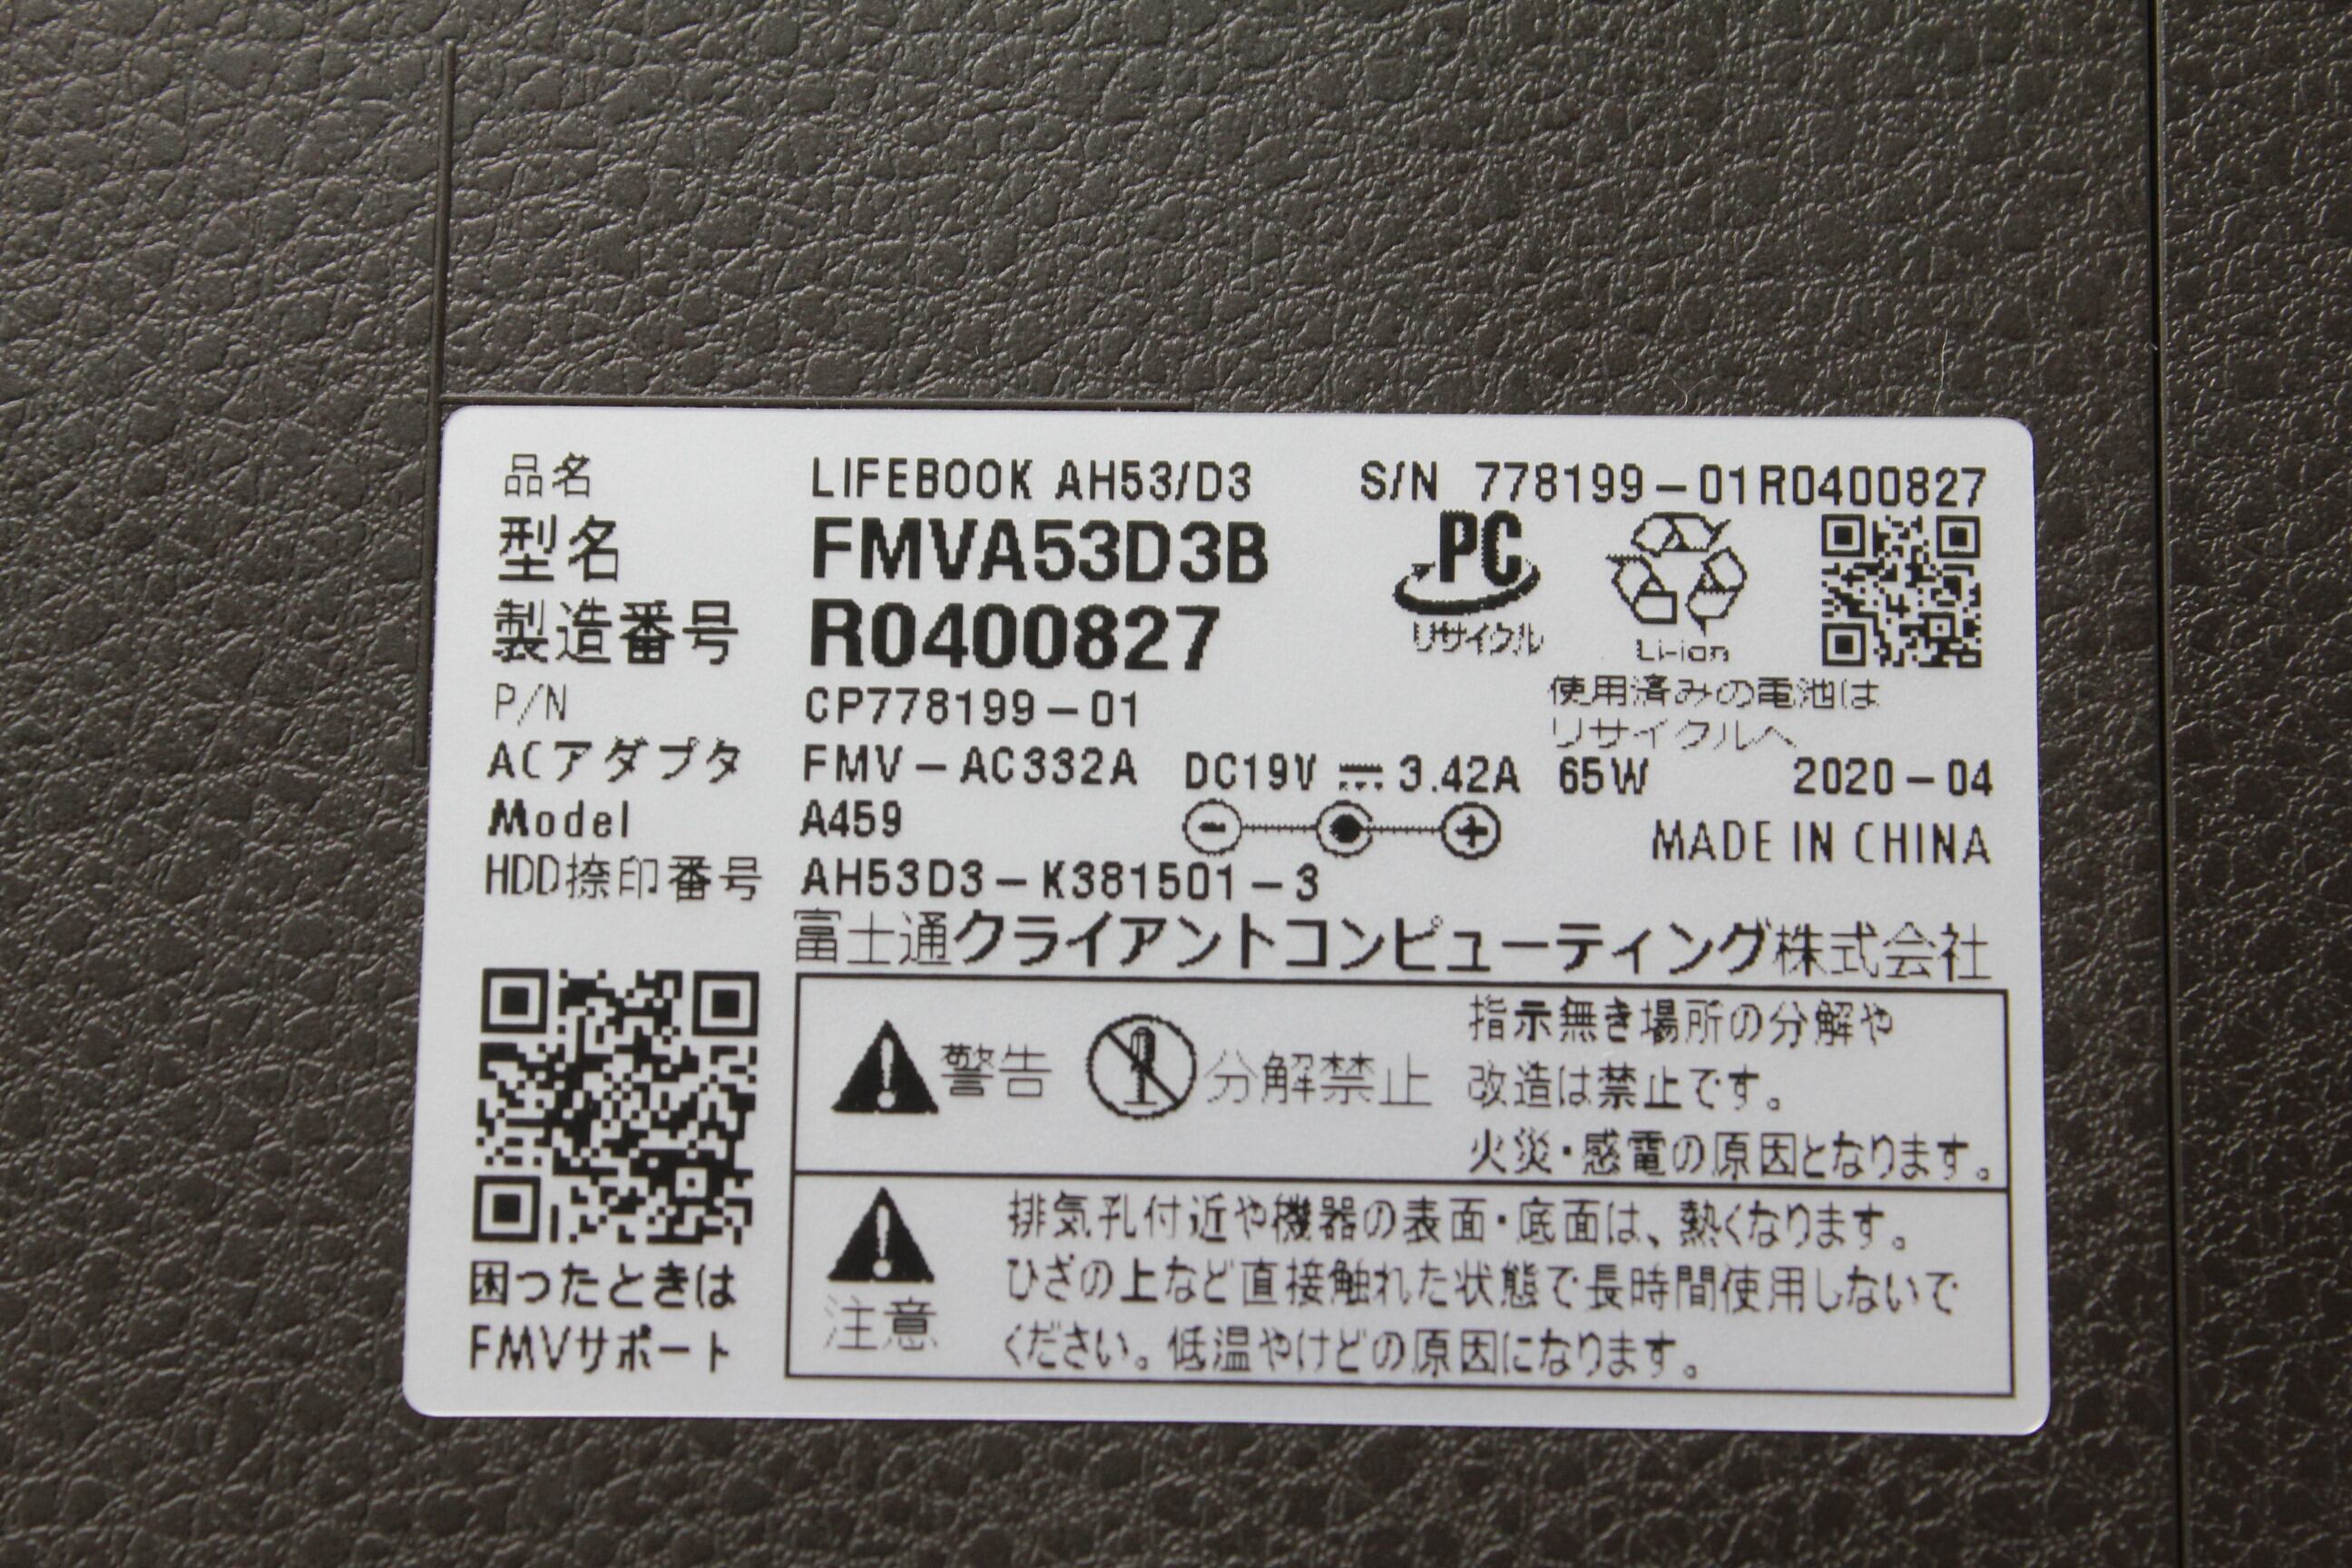 品名 LIFEBOOK AH53/D3 S/N 778199-01R0400827
型名 FMVA53D3B
製造番号 R0400827
PC
リサイクル
Li-ion
P/N CP778199-01
使用済みの電池は
リサイクルへ
ACアダプタ FMV-AC332A DC19V 3.42A 65W 2020-04
Model A459
MADE IN CHINA
HDD捺印番号 AH53D3-K381501-3
富士通クライアントコンピューティング株式会社
警告 分解禁止
指示無き場所の分解や
改造は禁止です。
火災・感電の原因となります。
注意
排気孔付近や機器の表面・底面は、熱くなります。
ひざの上など直接触れた状態で長時間使用しないで
ください。低温やけどの原因になります。
困ったときは
FMVサポート